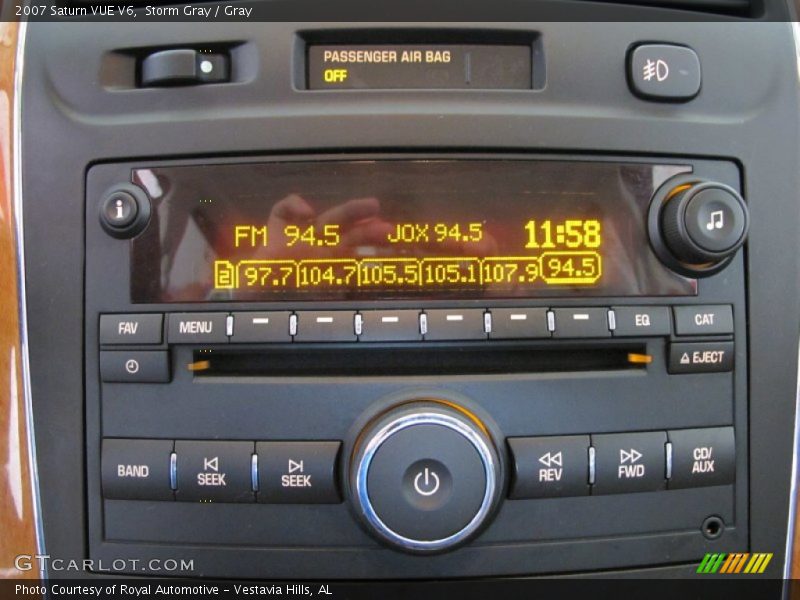 2007 Saturn VUE V6,  Storm Gray / Gray
PASSENGER AIR BAG
OFF
i
FM 94.5 JOX 94.5 11:58
97.7 104.7 105.5 105.1 107.9 94.5
FAV MENU EQ CAT
EJECT
BAND SEEK SEEK REV FWD CD/
AUX
GTCARLOT.COM
Photo Courtesy of Royal Automotive - Vestavia Hills, AL